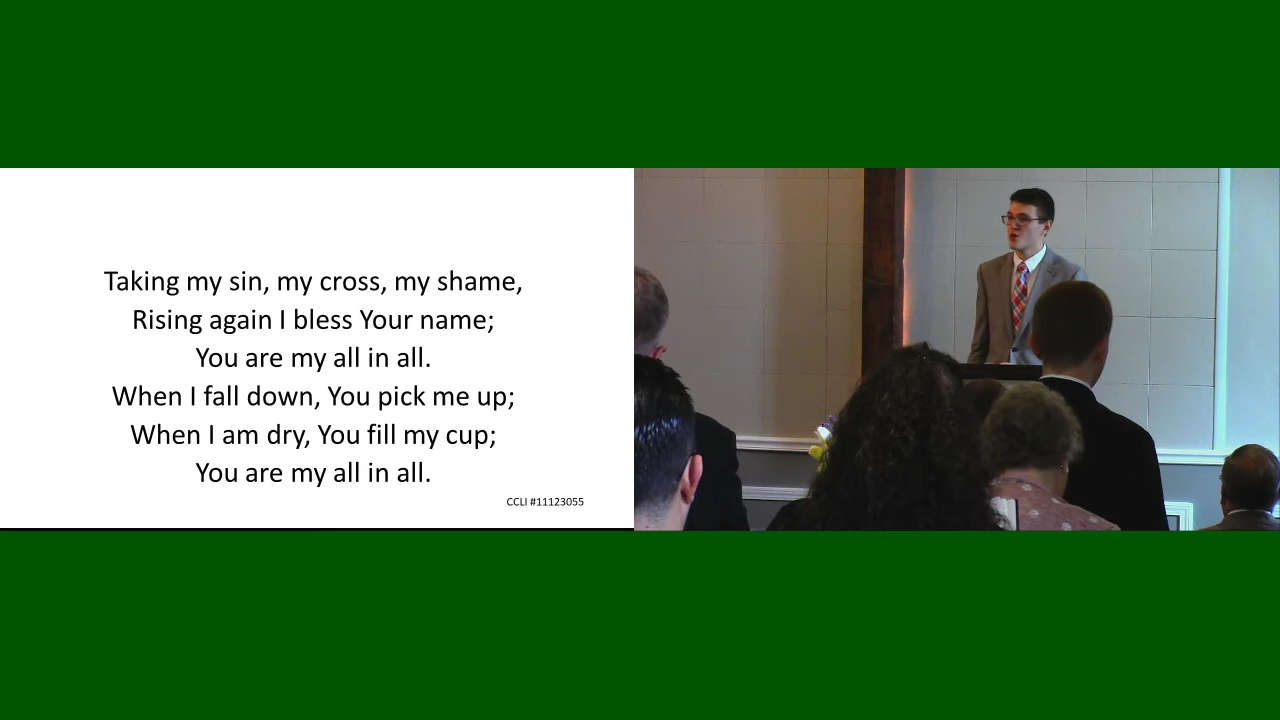 Taking my sin, my cross, my shame,
Rising again I bless Your name;
You are my all in all.
When I fall down, You pick me up;
When I am dry, You fill my cup;
You are my all in all.
CCLI #11123055